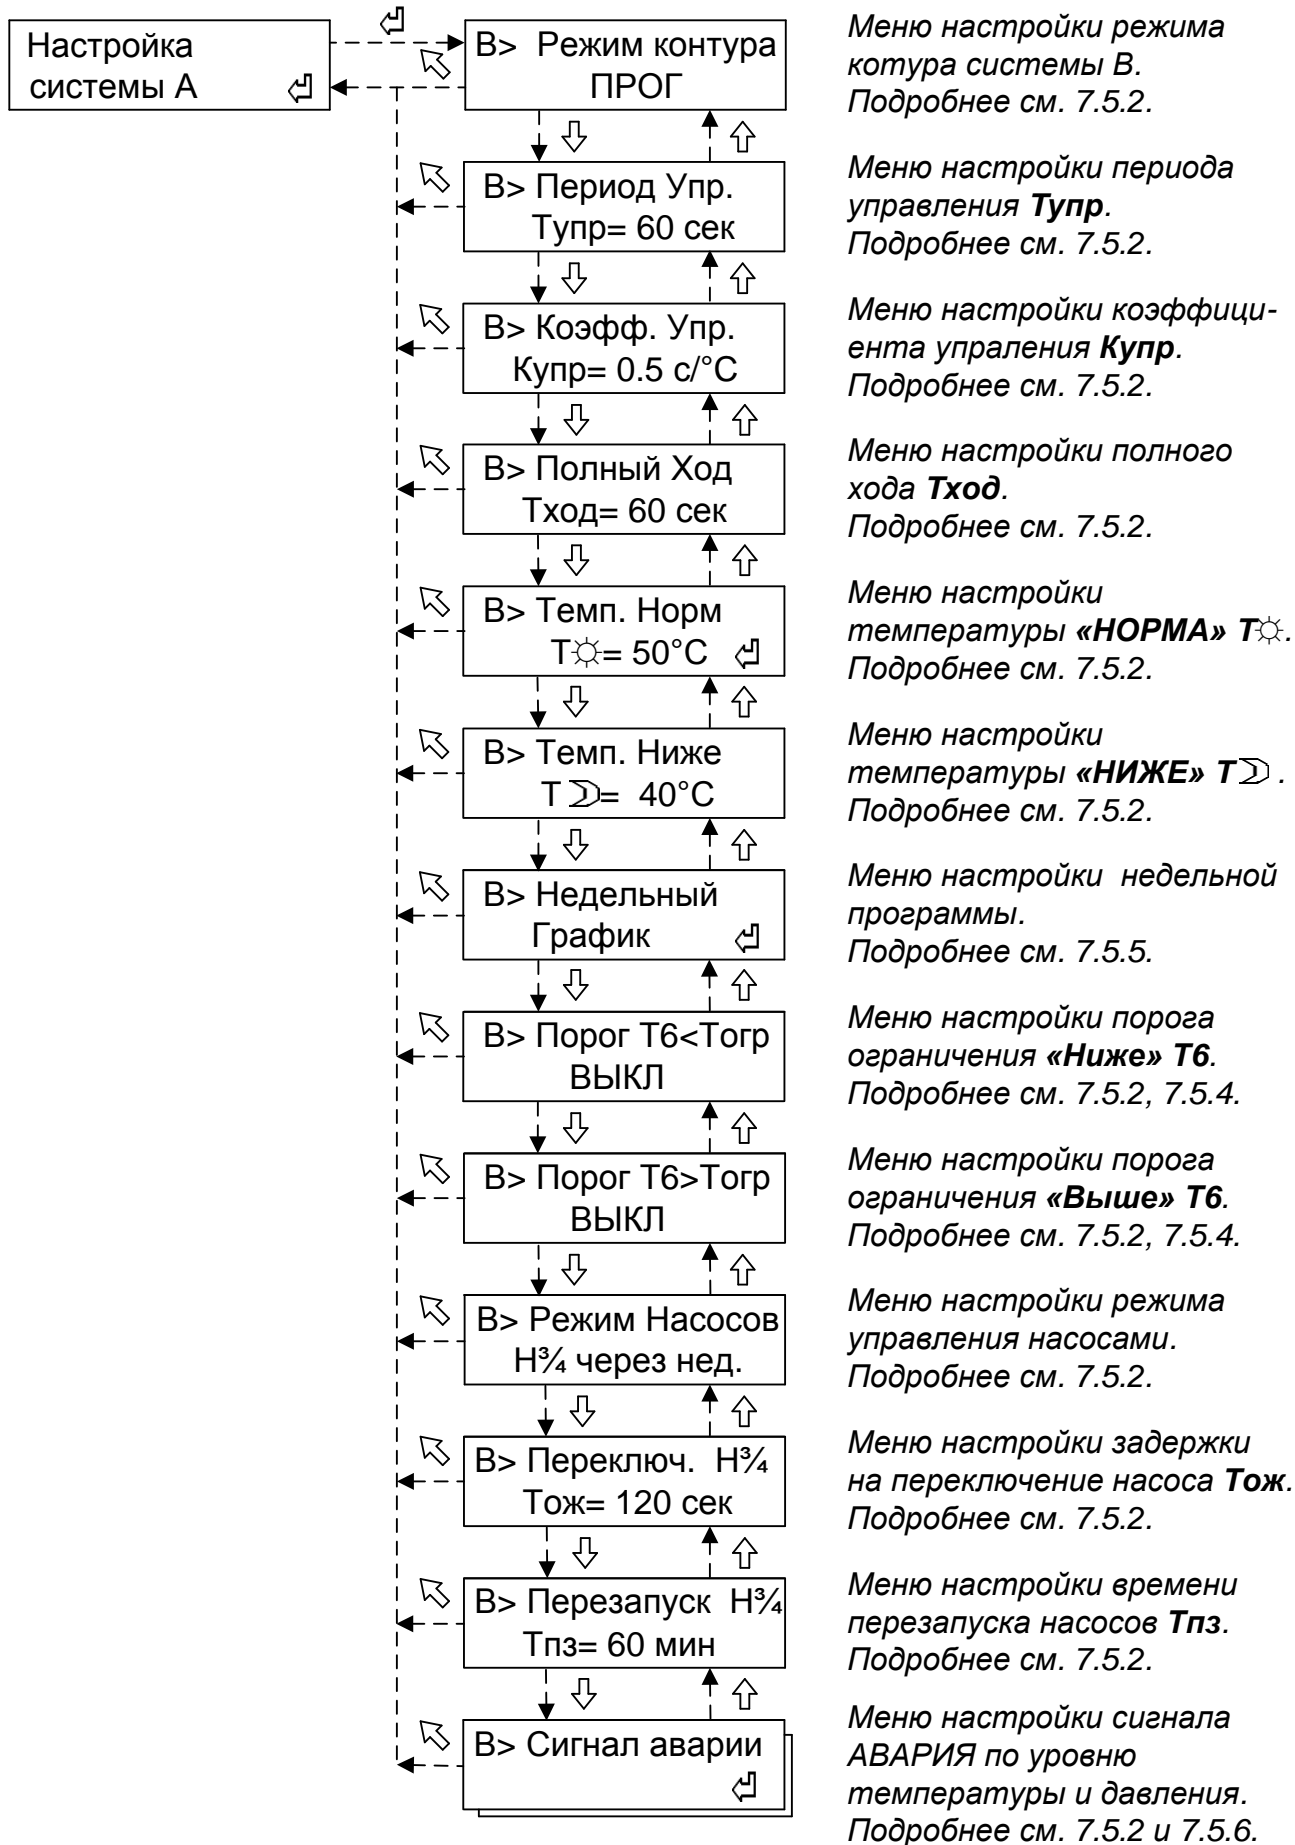 Настройка
системы А
В> Режим контура
ПРОГ
Меню настройки режима
котура системы В.
Подробнее см. 7.5.2.
В> Период Упр.
Тупр= 60 сек
Меню настройки периода
управления Тупр.
Подробнее см. 7.5.2.
В> Коэфф. Упр.
Купр= 0.5 с/°С
Меню настройки коэффици-
ента упраления Купр.
Подробнее см. 7.5.2.
В> Полный Ход
Тход= 60 сек
Меню настройки полного
хода Тход.
Подробнее см. 7.5.2.
В> Темп. Норм
Т☼= 50°С
Меню настройки
температуры «НОРМА» Т☼.
Подробнее см. 7.5.2.
В> Темп. Ниже
Т☽= 40°С
Меню настройки
температуры «НИЖЕ» Т☽ .
Подробнее см. 7.5.2.
В> Недельный
График
Меню настройки недельной
программы.
Подробнее см. 7.5.5.
В> Порог Т6<Тогр
ВЫКЛ
Меню настройки порога
ограничения «Ниже» Т6.
Подробнее см. 7.5.2, 7.5.4.
В> Порог Т6>Тогр
ВЫКЛ
Меню настройки порога
ограничения «Выше» Т6.
Подробнее см. 7.5.2, 7.5.4.
В> Режим Насосов
Н¾ через нед.
Меню настройки режима
управления насосами.
Подробнее см. 7.5.2.
В> Переключ. Н¾
Тож= 120 сек
Меню настройки задержки
на переключение насоса Тож.
Подробнее см. 7.5.2.
В> Перезапуск Н¾
Тпз= 60 мин
Меню настройки времени
перезапуска насосов Тпз.
Подробнее см. 7.5.2.
В> Сигнал аварии
Меню настройки сигнала
АВАРИЯ по уровню
температуры и давления.
Подробнее см. 7.5.2 и 7.5.6.